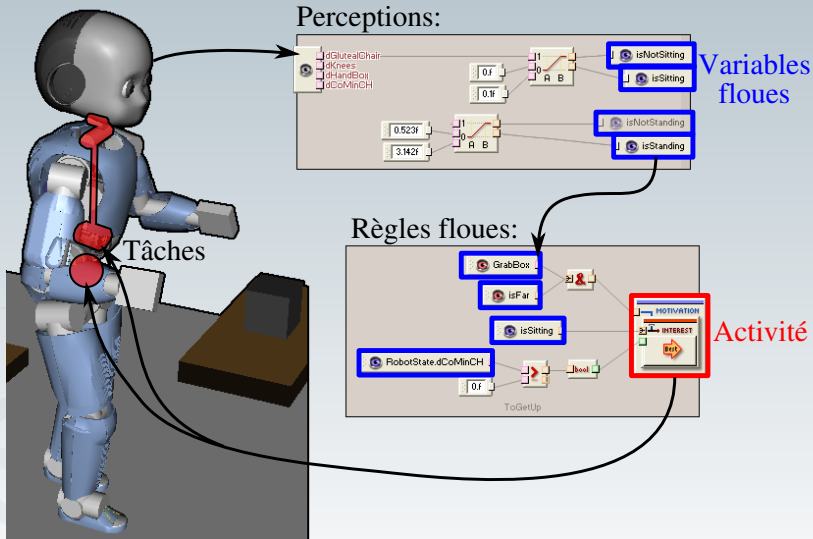 Perceptions:
dGlutealChair
dKnees
dHandBox
dCoMinCH
1
0
A B
0.f
0.1f
isNotSitting
isSitting
Variables
floues
1
0
A B
0.523f
3.142f
isNotStanding
isStanding
Tâches
Règles floues:
GrabBox
&
isFar
isSitting
RobotState.dCoMinCH
0.f
>
bool
MOTIVATION
INTEREST
Best
Activité
ToGetUp